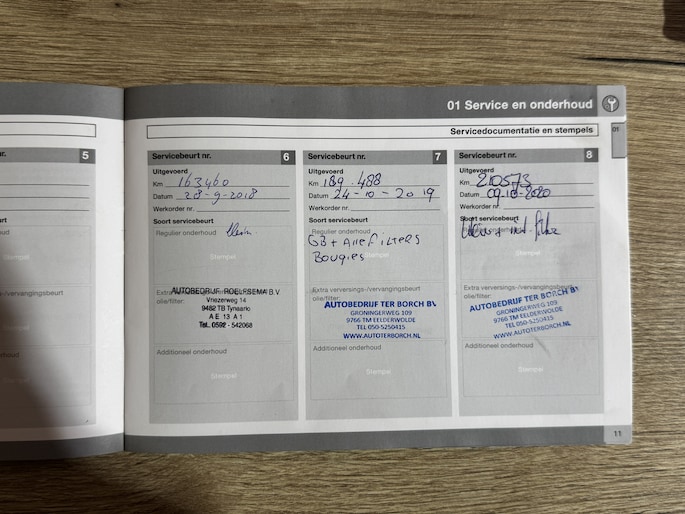 01 Service en onderhoud
01
Servicedocumentatie en stempels
5
Servicebeurt nr. 6
Uitgevoerd
Km 163460
Datum 28-9-2018
Werkorder nr.
Soort servicebeurt
Regulier onderhoud klein.
Extra verversings-/vervangingsbeurt
olie/filter:
AUTOBEDRIJF ROELFSEMA B.V
Vriezerweg 14
9482 TB Tynaarlo
A E 13 A 1
Tel. 0592 - 542068
Additioneel onderhoud
Stempel
Servicebeurt nr. 7
Uitgevoerd
Km 189.488
Datum 24-10-2019
Werkorder nr.
Soort servicebeurt
Regulier onderhoud
GB + Alle FILTERS
Bougies
Stempel
Extra verversings-/vervangingsbeurt
olie/filter:
AUTOBEDRIJF TER BORCH BV
GRONINGERWEG 109
9766 TM EELDERWOLDE
TEL 050-5250415
WWW.AUTOTERBORCH.NL
Additioneel onderhoud
Stempel
Servicebeurt nr. 8
Uitgevoerd
Km 210573
Datum 2020
Werkorder nr.
Soort servicebeurt
Regulier onderhoud
Stempel
Extra verversings-/vervangingsbeurt
olie/filter:
AUTOBEDRIJF TER BORCH BV
GRONINGERWEG 109
9766 TM EELDERWOLDE
TEL 050-5250415
WWW.AUTOTERBORCH.NL
Additioneel onderhoud
Stempel
11